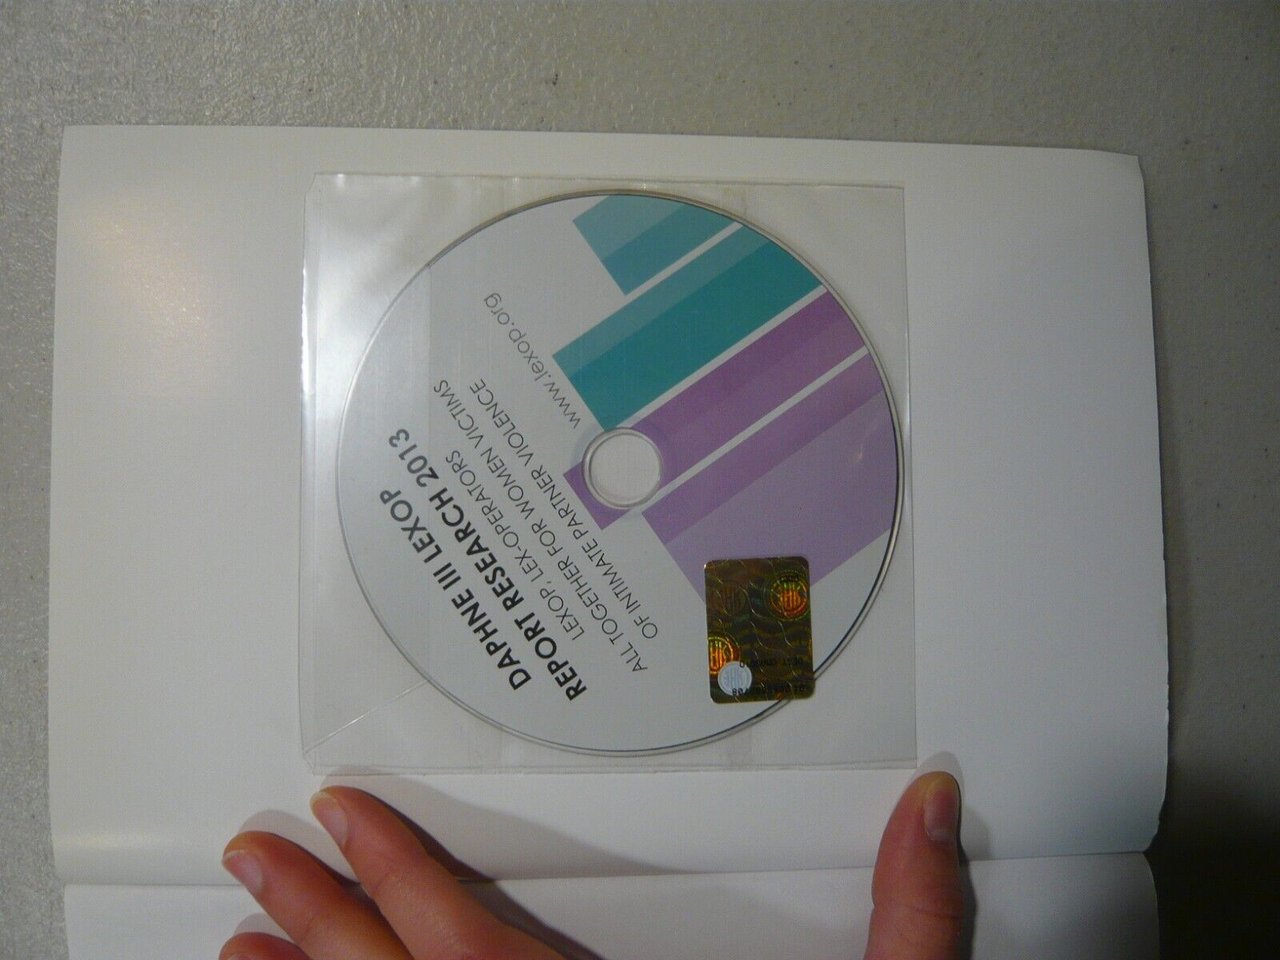 DAPHNE III LEXOP
REPORT RESEARCH 2013
LEXOP, LEX-OPERATORS
ALL TOGETHER FOR WOMEN VICTIMS
OF INTIMATE PARTNER VIOLENCE
www.lexop.org